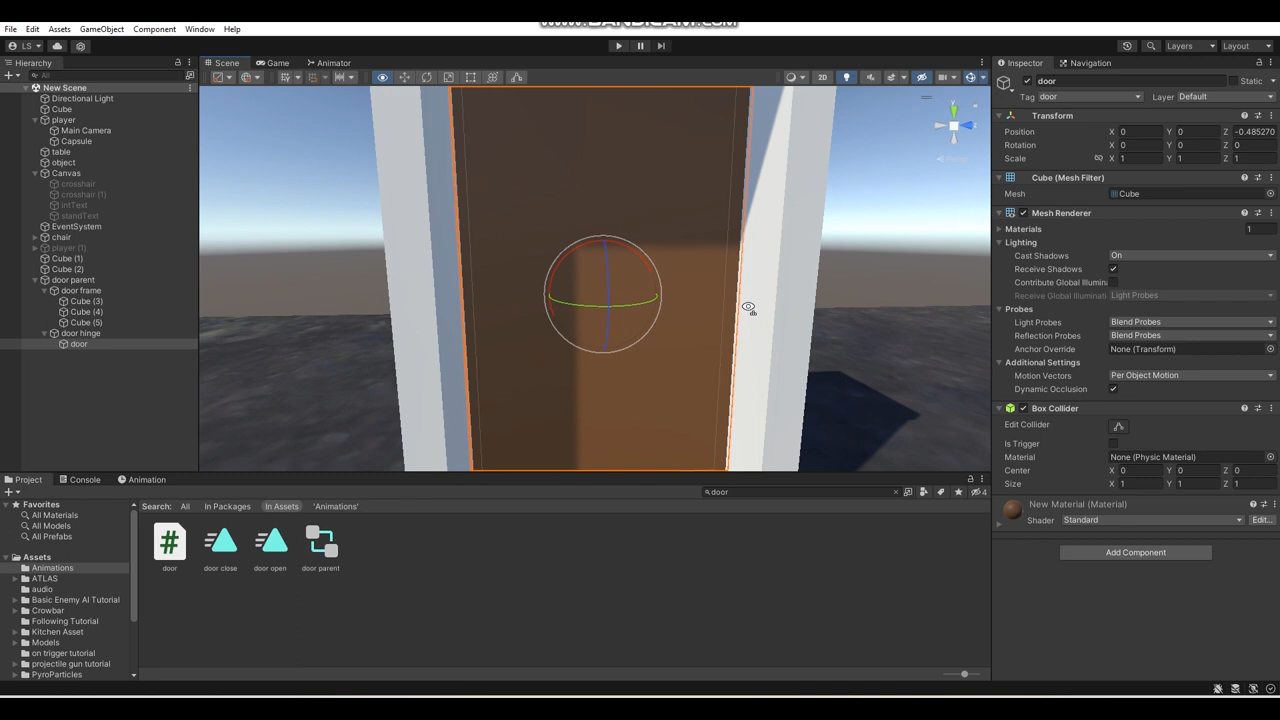 www.BANDICAM.com
File Edit Assets GameObject Component Window Help
LS Layers Layout
Hierarchy Scene Game Animator Inspector Navigation
All 2D door Static
New Scene Tag door Layer Default
Directional Light
Cube Transform
player Position X 0 Y 0 Z -0.485270
Main Camera Rotation X 0 Y 0 Z 0
Capsule Scale X 1 Y 1 Z 1
table
object Cube (Mesh Filter)
Canvas Mesh Cube
crosshair
crosshair (1) Mesh Renderer
intText Materials 1
standText Lighting
EventSystem Cast Shadows On
chair Receive Shadows
player (1) Contribute Global Illumina
Cube (1) Receive Global Illuminati Light Probes
Cube (2) Probes
door parent Light Probes Blend Probes
door frame Reflection Probes Blend Probes
Cube (3) Anchor Override None (Transform)
Cube (4) Additional Settings
Cube (5) Motion Vectors Per Object Motion
door hinge Dynamic Occlusion
door
Box Collider
Edit Collider
Is Trigger
Material None (Physic Material)
Center X 0 Y 0 Z 0
Size X 1 Y 1 Z 1
New Material (Material)
Shader Standard Edit...
Add Component
Project Console Animation
door 4
Favorites Search: All In Packages In Assets 'Animations'
All Materials
All Models
All Prefabs
Assets
Animations door door close door open door parent
ATLAS
audio
Basic Enemy AI Tutorial
Crowbar
Following Tutorial
Kitchen Asset
Models
on trigger tutorial
projectile gun tutorial
PyroParticles